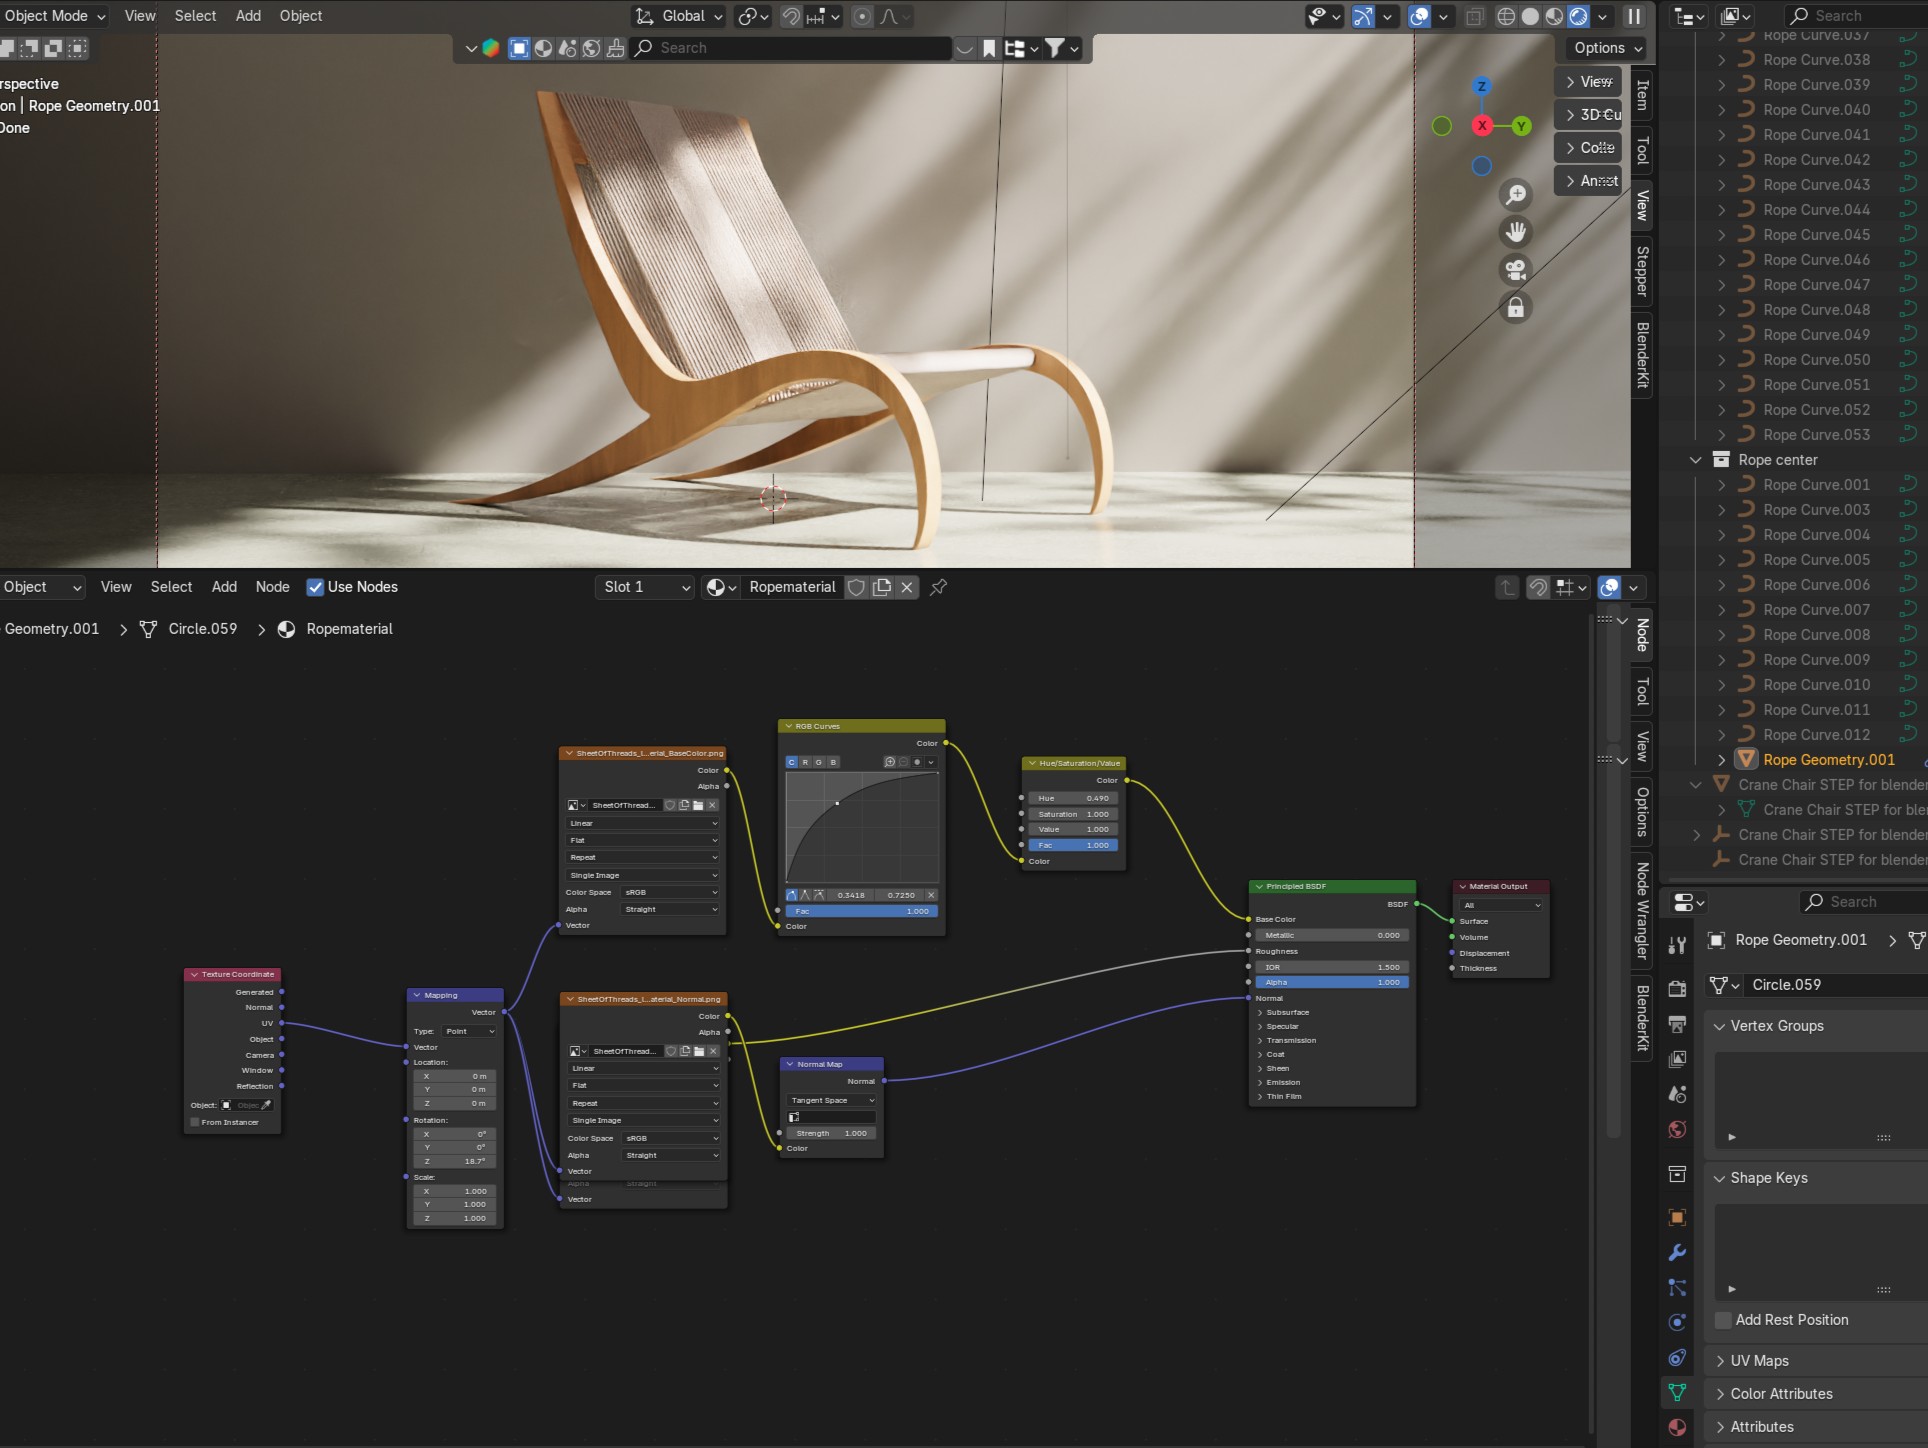 Object Mode View Select Add Object Global Options
Search
rspective
on | Rope Geometry.001
Done
Z
X
Y
View
3D Cu
Colle
Annot
Item
Tool
View
Stepper
BlenderKit
Object View Select Add Node Use Nodes Slot 1 Ropematerial
Geometry.001 > Circle.059 > Ropematerial
Texture Coordinate
Generated
Normal
UV
Object
Camera
Window
Reflection
Object: Objec
From Instancer
Mapping
Vector
Type: Point
Vector
Location:
X 0 m
Y 0 m
Z 0 m
Rotation:
X 0°
Y 0°
Z 18.7°
Scale:
X 1.000
Y 1.000
Z 1.000
SheetOfThreads_L...erial_BaseColor.png
Color
Alpha
SheetOfThread...
Linear
Flat
Repeat
Single Image
Color Space sRGB
Alpha Straight
Vector
SheetOfThreads_L...aterial_Normal.png
Color
Alpha
SheetOfThread...
Linear
Flat
Repeat
Single Image
Color Space sRGB
Alpha Straight
Vector
Alpha Straight
Vector
RGB Curves
Color
C R G B
0.3418 0.7250
Fac 1.000
Color
Normal Map
Normal
Tangent Space
Strength 1.000
Color
Hue/Saturation/Value
Color
Hue 0.490
Saturation 1.000
Value 1.000
Fac 1.000
Color
Principled BSDF
BSDF
Base Color
Metallic 0.000
Roughness
IOR 1.500
Alpha 1.000
Normal
Subsurface
Specular
Transmission
Coat
Sheen
Emission
Thin Film
Material Output
All
Surface
Volume
Displacement
Thickness
Node
Tool
View
Options
Node Wrangler
BlenderKit
Search
Rope Curve.037
Rope Curve.038
Rope Curve.039
Rope Curve.040
Rope Curve.041
Rope Curve.042
Rope Curve.043
Rope Curve.044
Rope Curve.045
Rope Curve.046
Rope Curve.047
Rope Curve.048
Rope Curve.049
Rope Curve.050
Rope Curve.051
Rope Curve.052
Rope Curve.053
Rope center
Rope Curve.001
Rope Curve.003
Rope Curve.004
Rope Curve.005
Rope Curve.006
Rope Curve.007
Rope Curve.008
Rope Curve.009
Rope Curve.010
Rope Curve.011
Rope Curve.012
Rope Geometry.001
Crane Chair STEP for blender
Crane Chair STEP for blen
Crane Chair STEP for blender
Crane Chair STEP for blender
Search
Rope Geometry.001 >
Circle.059
Vertex Groups
Shape Keys
Add Rest Position
UV Maps
Color Attributes
Attributes